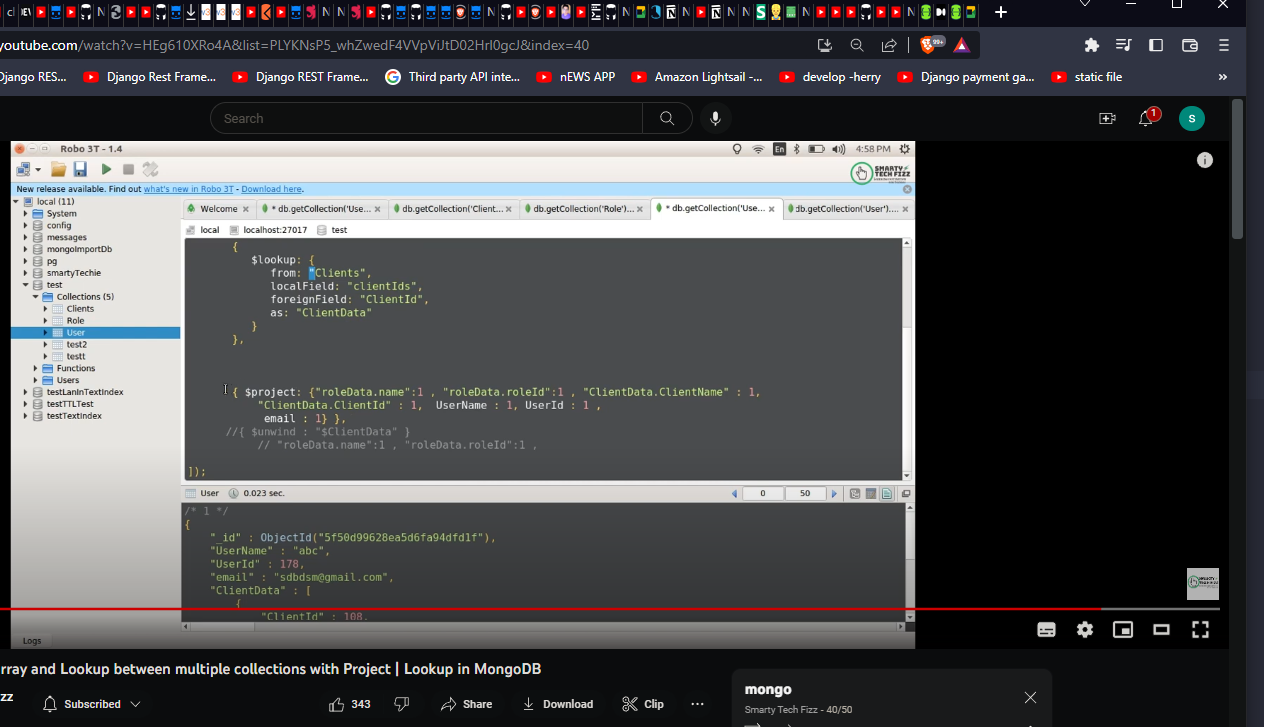 youtube.com/watch?v=HEg610XRo4A&list=PLYKNsP5_whZwedF4VVpViJtD02HrI0gcJ&index=40
99+
Django RES...
Django Rest Frame...
Django REST Frame...
Third party API inte...
nEWS APP
Amazon Lightsail -...
develop -herry
Django payment ga...
static file
»
Search
1
S
Robo 3T - 1.4
En
4:58 PM
SMARTY
TECH FIZZ
New release available. Find out what's new in Robo 3T - Download here.
local (11)
System
config
messages
mongoImportDb
pg
smartyTechie
test
Collections (5)
Clients
Role
User
test2
testt
Functions
Users
testLanInTextIndex
testTTLTest
testTextIndex
Welcome
* db.getCollection('Use...
db.getCollection('Client...
db.getCollection('Role')...
* db.getCollection('Use...
db.getCollection('User')....
local
localhost:27017
test
{
$lookup: {
from: "Clients",
localField: "clientIds",
foreignField: "ClientId",
as: "ClientData"
}
},
{ $project: {"roleData.name":1 , "roleData.roleId":1 , "ClientData.ClientName" : 1,
"ClientData.ClientId" : 1, UserName : 1, UserId : 1 ,
email : 1} },
//{ $unwind : "$ClientData" }
// "roleData.name":1 , "roleData.roleId":1 ,
]);
User
0.023 sec.
0
50
/* 1 */
{
"_id" : ObjectId("5f50d99628ea5d6fa94dfd1f"),
"UserName" : "abc",
"UserId" : 178,
"email" : "sdbdsm@gmail.com",
"ClientData" : [
{
"ClientId" : 108,
Logs
rray and Lookup between multiple collections with Project | Lookup in MongoDB
zz
Subscribed
343
Share
Download
Clip
...
mongo
Smarty Tech Fizz - 40/50